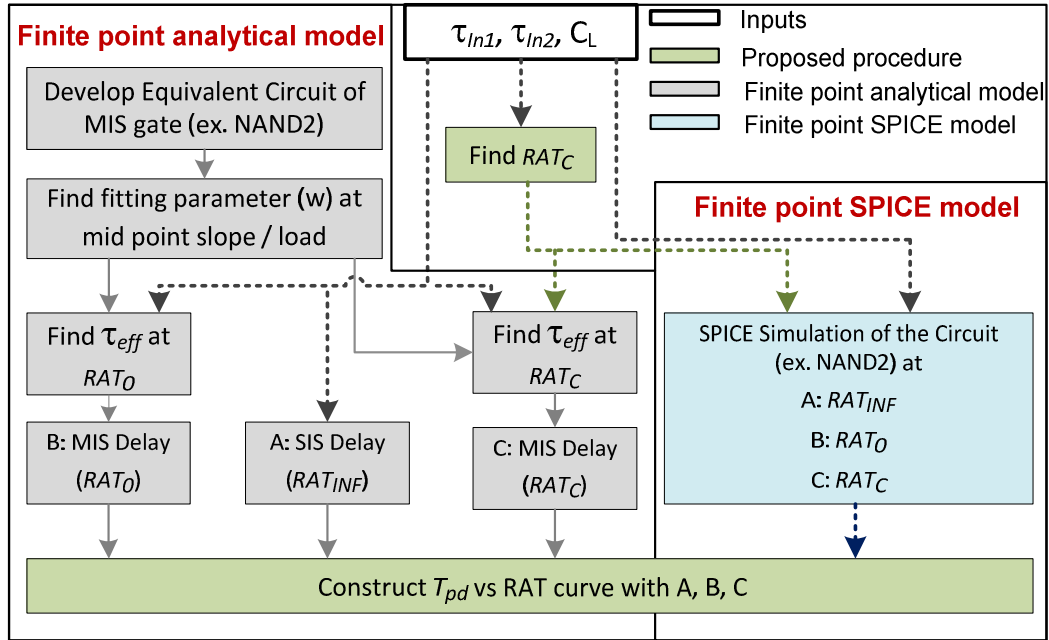 Finite point analytical model
τIn1, τIn2, CL
Inputs
Proposed procedure
Finite point analytical model
Finite point SPICE model
Develop Equivalent Circuit of
MIS gate (ex. NAND2)
Find RATC
Find fitting parameter (w) at
mid point slope / load
Finite point SPICE model
Find τeff at
RAT0
Find τeff at
RATC
SPICE Simulation of the Circuit
(ex. NAND2) at
A: RATINF
B: RAT0
C: RATC
B: MIS Delay
(RAT0)
A: SIS Delay
(RATINF)
C: MIS Delay
(RATC)
Construct Tpd vs RAT curve with A, B, C